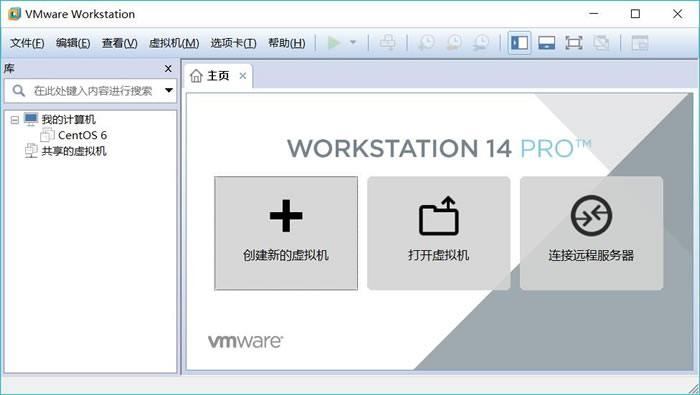 VMware Workstation
文件(F) 编辑(E) 查看(V) 虚拟机(M) 选项卡(T) 帮助(H)
库
在此处键入内容进行搜索
我的计算机
CentOS 6
共享的虚拟机
主页
WORKSTATION 14 PRO™
创建新的虚拟机 打开虚拟机 连接远程服务器
vmware®